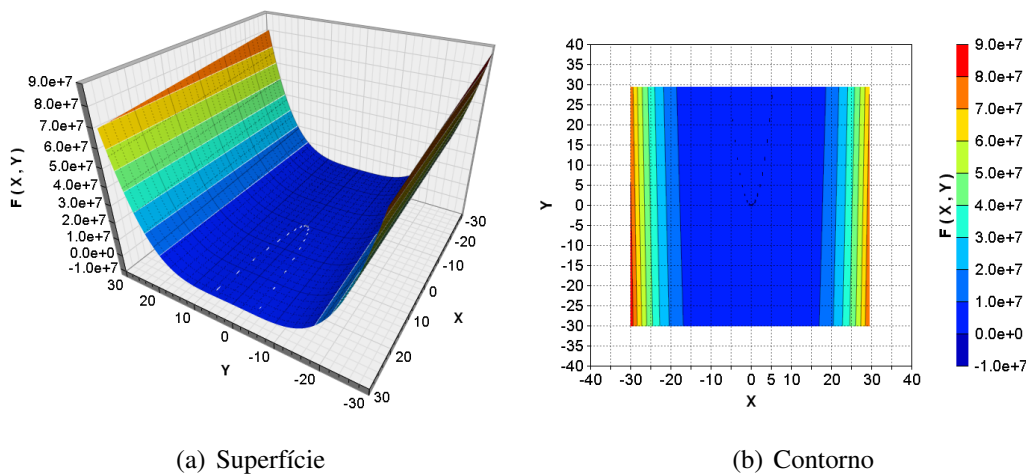 9.0e+7
8.0e+7
7.0e+7
6.0e+7
5.0e+7
4.0e+7
3.0e+7
2.0e+7
1.0e+7
0.0e+0
-1.0e+7
F(X,Y)
30
20
10
0
-10
-20
-30
Y
30
20
10
0
-10
-20
-30
X
40
35
30
25
20
15
10
5
0
-5
-10
-15
-20
-25
-30
-35
-40
Y
-40 -30 -20 -10 0 5 10 20 30 40
X
F(X,Y)
9.0e+7
8.0e+7
7.0e+7
6.0e+7
5.0e+7
4.0e+7
3.0e+7
2.0e+7
1.0e+7
0.0e+0
-1.0e+7
(a) Superfície
(b) Contorno